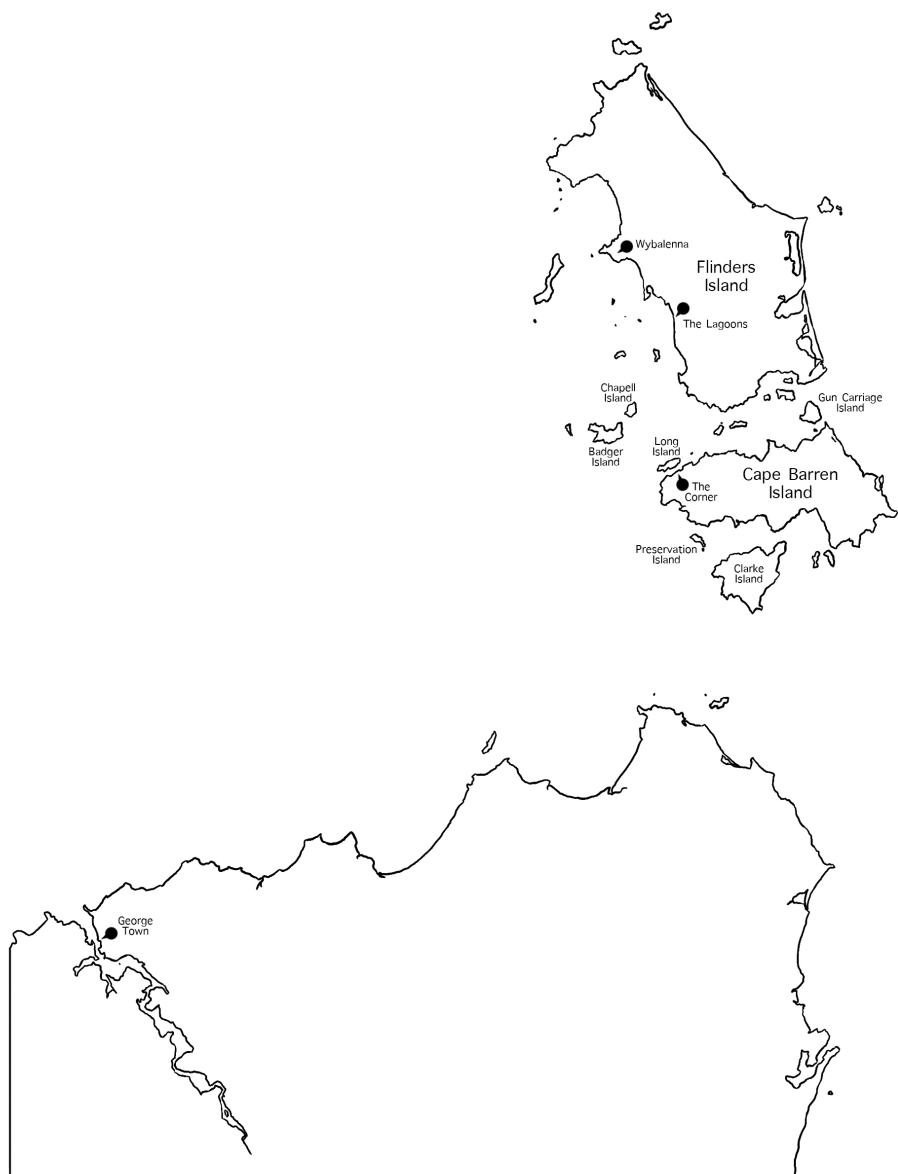 Wybalenna
Flinders
Island
The Lagoons
Chapell
Island
Gun Carriage
Island
Badger
Island
Long
Island
Cape Barren
Island
The
Corner
Preservation
Island
Clarke
Island
George
Town